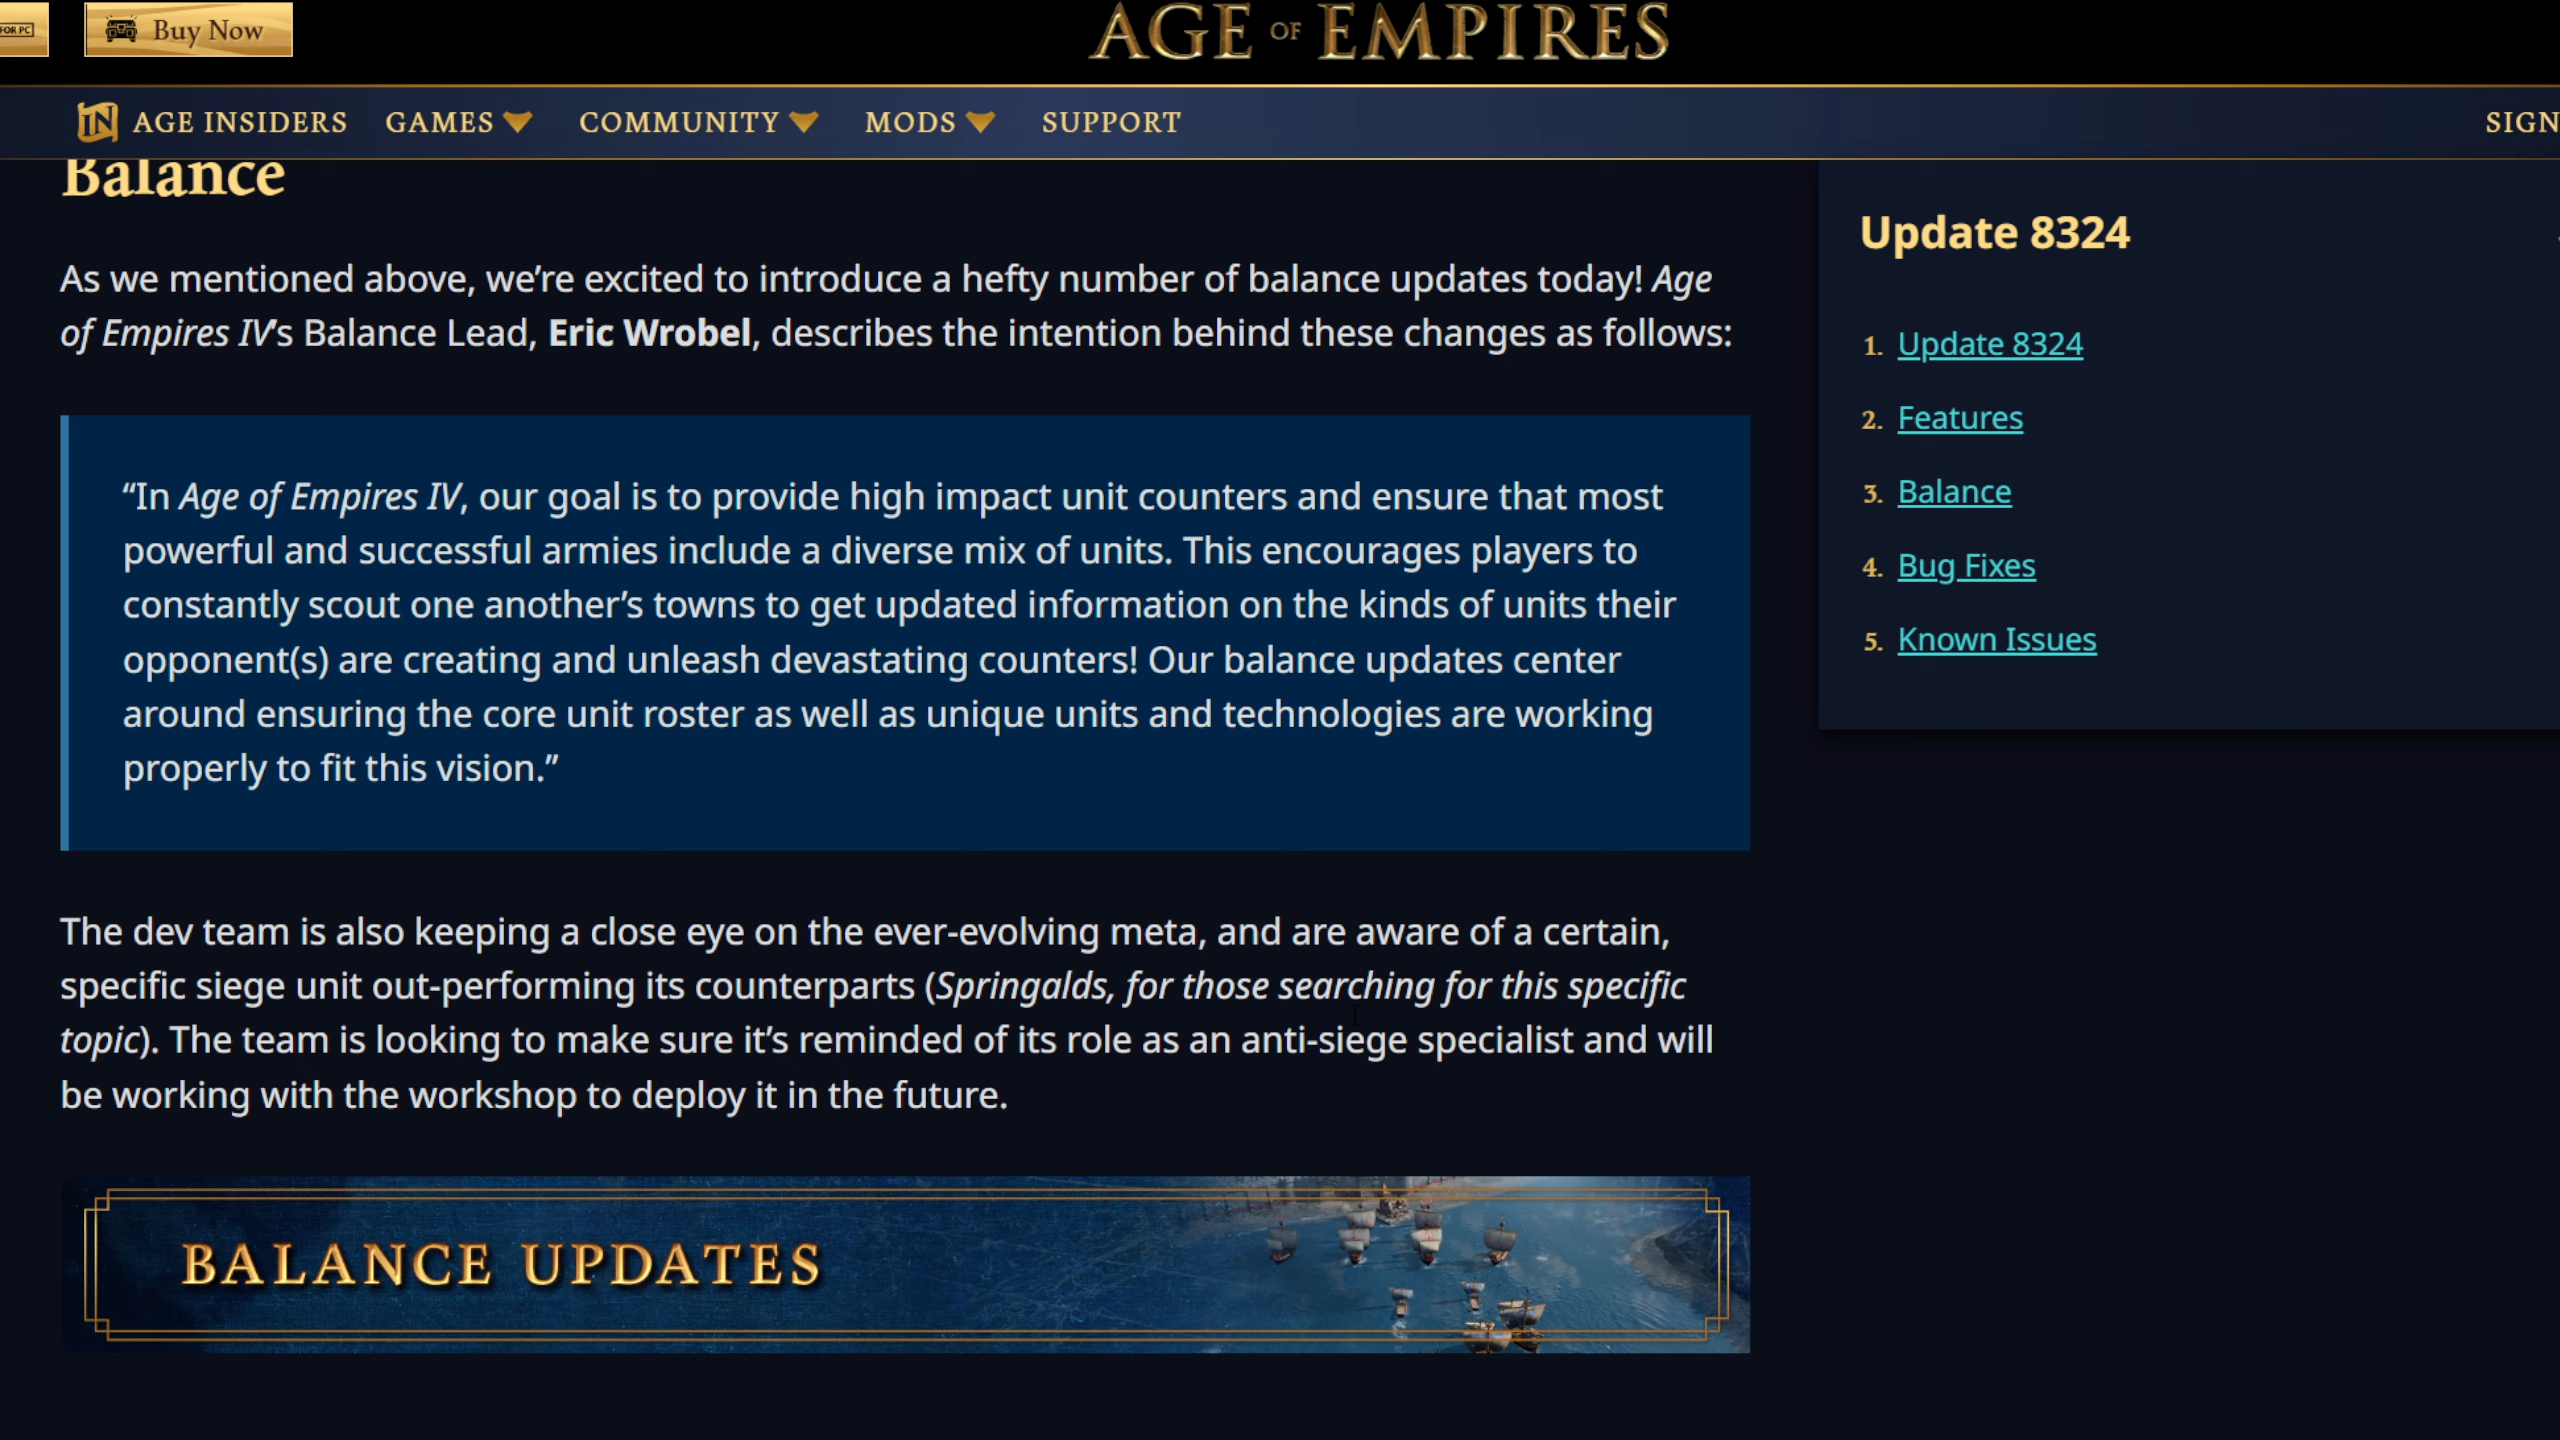 FOR PC
Buy Now
AGE OF EMPIRES
IN AGE INSIDERS GAMES COMMUNITY MODS SUPPORT SIGN
Balance
As we mentioned above, we’re excited to introduce a hefty number of balance updates today! Age
of Empires IV’s Balance Lead, Eric Wrobel, describes the intention behind these changes as follows:
“In Age of Empires IV, our goal is to provide high impact unit counters and ensure that most
powerful and successful armies include a diverse mix of units. This encourages players to
constantly scout one another’s towns to get updated information on the kinds of units their
opponent(s) are creating and unleash devastating counters! Our balance updates center
around ensuring the core unit roster as well as unique units and technologies are working
properly to fit this vision.”
The dev team is also keeping a close eye on the ever-evolving meta, and are aware of a certain,
specific siege unit out-performing its counterparts (Springalds, for those searching for this specific
topic). The team is looking to make sure it’s reminded of its role as an anti-siege specialist and will
be working with the workshop to deploy it in the future.
BALANCE UPDATES
Update 8324
1. Update 8324
2. Features
3. Balance
4. Bug Fixes
5. Known Issues